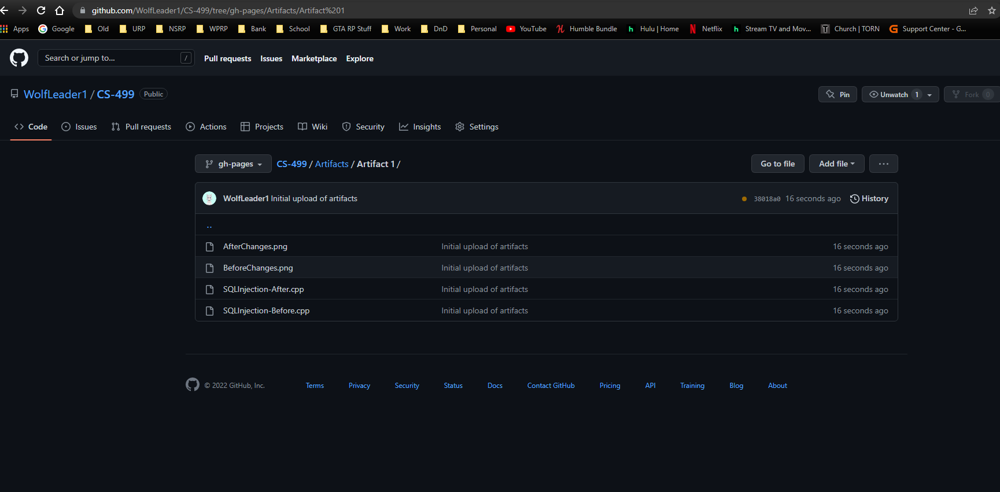 github.com/WolfLeader1/CS-499/tree/gh-pages/Artifacts/Artifact%201
Apps Google Old URP NSRP WPRP Bank School GTA RP Stuff Work DnD Personal YouTube Humble Bundle Hulu | Home Netflix Stream TV and Mov... Church | TORN Support Center - G...
Search or jump to... / Pull requests Issues Marketplace Explore
WolfLeader1 / CS-499 Public Pin Unwatch 1 Fork 0
Code Issues Pull requests Actions Projects Wiki Security Insights Settings
gh-pages CS-499 / Artifacts / Artifact 1 / Go to file Add file ...
WolfLeader1 Initial upload of artifacts 38018a0 16 seconds ago History
..
AfterChanges.png Initial upload of artifacts 16 seconds ago
BeforeChanges.png Initial upload of artifacts 16 seconds ago
SQLInjection-After.cpp Initial upload of artifacts 16 seconds ago
SQLInjection-Before.cpp Initial upload of artifacts 16 seconds ago
© 2022 GitHub, Inc. Terms Privacy Security Status Docs Contact GitHub Pricing API Training Blog About